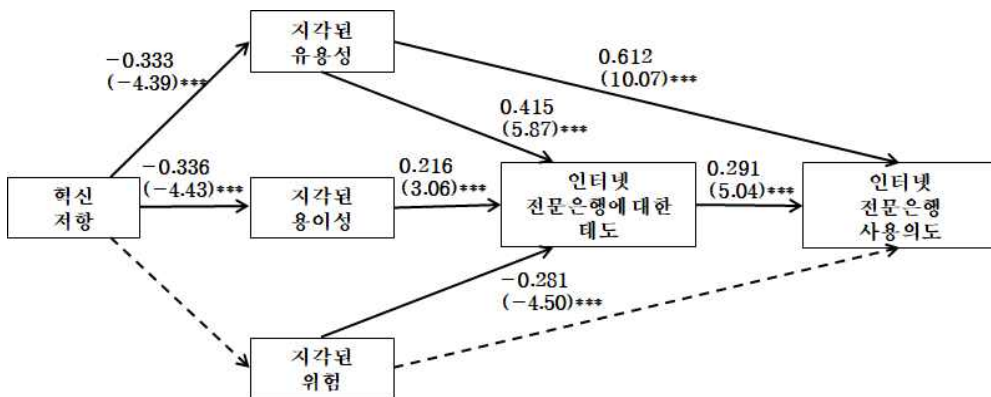 지각된
유용성
-0.333
(-4.39)***
0.612
(10.07)***
0.415
(5.87)***
혁신
저항
-0.336
(-4.43)***
지각된
용이성
0.216
(3.06)***
인터넷
전문은행에 대한
태도
0.291
(5.04)***
인터넷
전문은행
사용의도
-0.281
(-4.50)***
지각된
위험